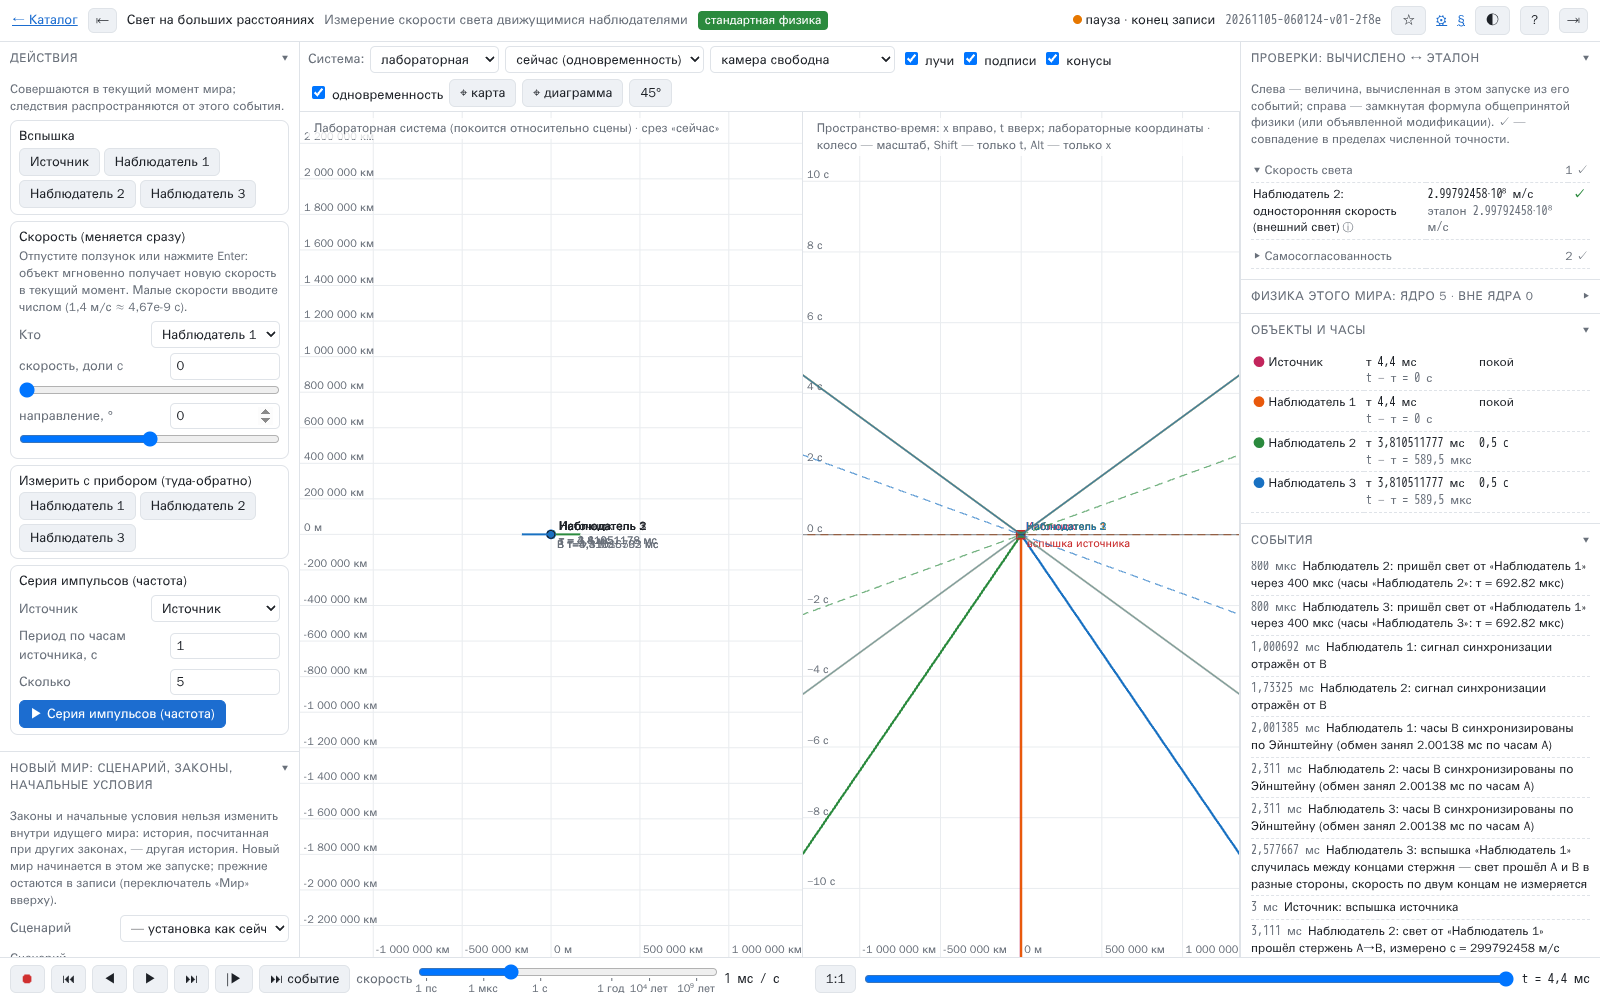 ← Каталог
⇤
Свет на больших расстояниях
Измерение скорости света движущимися наблюдателями
стандартная физика
пауза · конец записи
20261105-060124-v01-2f8e
☆
⚙
§
?
⇥
ДЕЙСТВИЯ
Совершаются в текущий момент мира;
следствия распространяются от этого события.
Вспышка
Источник
Наблюдатель 1
Наблюдатель 2
Наблюдатель 3
Скорость (меняется сразу)
Отпустите ползунок или нажмите Enter:
объект мгновенно получает новую скорость
в текущий момент. Малые скорости вводите
числом (1,4 м/с ≈ 4,67e-9 c).
Кто
Наблюдатель 1
скорость, доли c
0
направление, °
0
Измерить с прибором (туда-обратно)
Наблюдатель 1
Наблюдатель 2
Наблюдатель 3
Серия импульсов (частота)
Источник
Источник
Период по часам
источника, с
1
Сколько
5
▶ Серия импульсов (частота)
НОВЫЙ МИР: СЦЕНАРИЙ, ЗАКОНЫ,
НАЧАЛЬНЫЕ УСЛОВИЯ
Законы и начальные условия нельзя изменить
внутри идущего мира: история, посчитанная
при других законах, — другая история. Новый
мир начинается в этом же запуске; прежние
остаются в записи (переключатель «Мир»
вверху).
Сценарий
— установка как сейч
Система:
лабораторная
сейчас (одновременность)
камера свободна
лучи
подписи
конусы
одновременность
⌖ карта
⌖ диаграмма
45°
Лабораторная система (покоится относительно сцены) · срез «сейчас»
2 000 000 км
1 800 000 км
1 600 000 км
1 400 000 км
1 200 000 км
1 000 000 км
800 000 км
600 000 км
400 000 км
200 000 км
0 м
-200 000 км
-400 000 км
-600 000 км
-800 000 км
-1 000 000 км
-1 200 000 км
-1 400 000 км
-1 600 000 км
-1 800 000 км
-2 000 000 км
-2 200 000 км
-1 000 000 км
-500 000 км
0 м
500 000 км
1 000 000 км
Пространство-время: x вправо, t вверх; лабораторные координаты ·
колесо — масштаб, Shift — только t, Alt — только x
10 с
8 с
6 с
4 с
2 с
0 с
вспышка источника
−2 с
−4 с
−6 с
−8 с
−10 с
-1 000 000 км
-500 000 км
0 м
500 000 км
1 000 000
ПРОВЕРКИ: ВЫЧИСЛЕНО ↔ ЭТАЛОН
Слева — величина, вычисленная в этом запуске из его
событий; справа — замкнутая формула общепринятой
физики (или объявленной модификации). ✓ —
совпадение в пределах численной точности.
Скорость света
1 ✓
Наблюдатель 2:
односторонняя скорость
(внешний свет) ⓘ
2.99792458·10⁸ м/с
эталон 2.99792458·10⁸
м/с
✓
Самосогласованность
2 ✓
ФИЗИКА ЭТОГО МИРА: ЯДРО 5 · ВНЕ ЯДРА 0
ОБЪЕКТЫ И ЧАСЫ
Источник
τ 4,4 мс
покой
t − τ = 0 с
Наблюдатель 1
τ 4,4 мс
покой
t − τ = 0 с
Наблюдатель 2
τ 3,810511777 мс
0,5 c
t − τ = 589,5 мкс
Наблюдатель 3
τ 3,810511777 мс
0,5 c
t − τ = 589,5 мкс
СОБЫТИЯ
800 мкс Наблюдатель 2: пришёл свет от «Наблюдатель 1»
через 400 мкс (часы «Наблюдатель 2»: τ = 692.82 мкс)
800 мкс Наблюдатель 3: пришёл свет от «Наблюдатель 1»
через 400 мкс (часы «Наблюдатель 3»: τ = 692.82 мкс)
1,000692 мс Наблюдатель 1: сигнал синхронизации
отражён от B
1,73325 мс Наблюдатель 2: сигнал синхронизации
отражён от B
2,001385 мс Наблюдатель 1: часы B синхронизированы
по Эйнштейну (обмен занял 2.00138 мс по часам A)
2,311 мс Наблюдатель 2: часы B синхронизированы по
Эйнштейну (обмен занял 2.00138 мс по часам A)
2,311 мс Наблюдатель 3: часы B синхронизированы по
Эйнштейну (обмен занял 2.00138 мс по часам A)
2,577667 мс Наблюдатель 3: вспышка «Наблюдатель 1»
случилась между концами стержня — свет прошёл A и B в
разные стороны, скорость по двум концам не измеряется
3 мс Источник: вспышка источника
3,111 мс Наблюдатель 2: свет от «Наблюдатель 1»
прошёл стержень A→B, измерено c = 299792458 м/с
⏭ событие
скорость
1 пс
1 мкс
1 с
1 год
10⁴ лет
10⁹ лет
1 мс / с
1:1
t = 4,4 мс